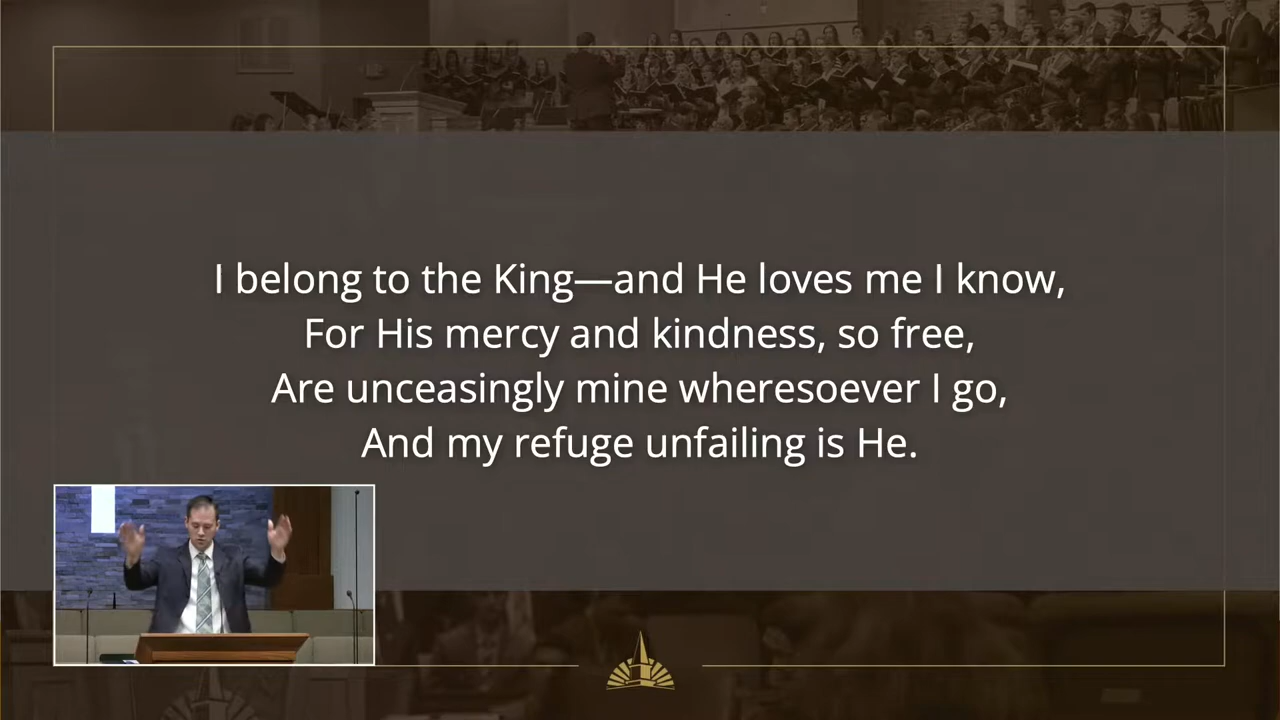 I belong to the King—and He loves me I know,
For His mercy and kindness, so free,
Are unceasingly mine wheresoever I go,
And my refuge unfailing is He.